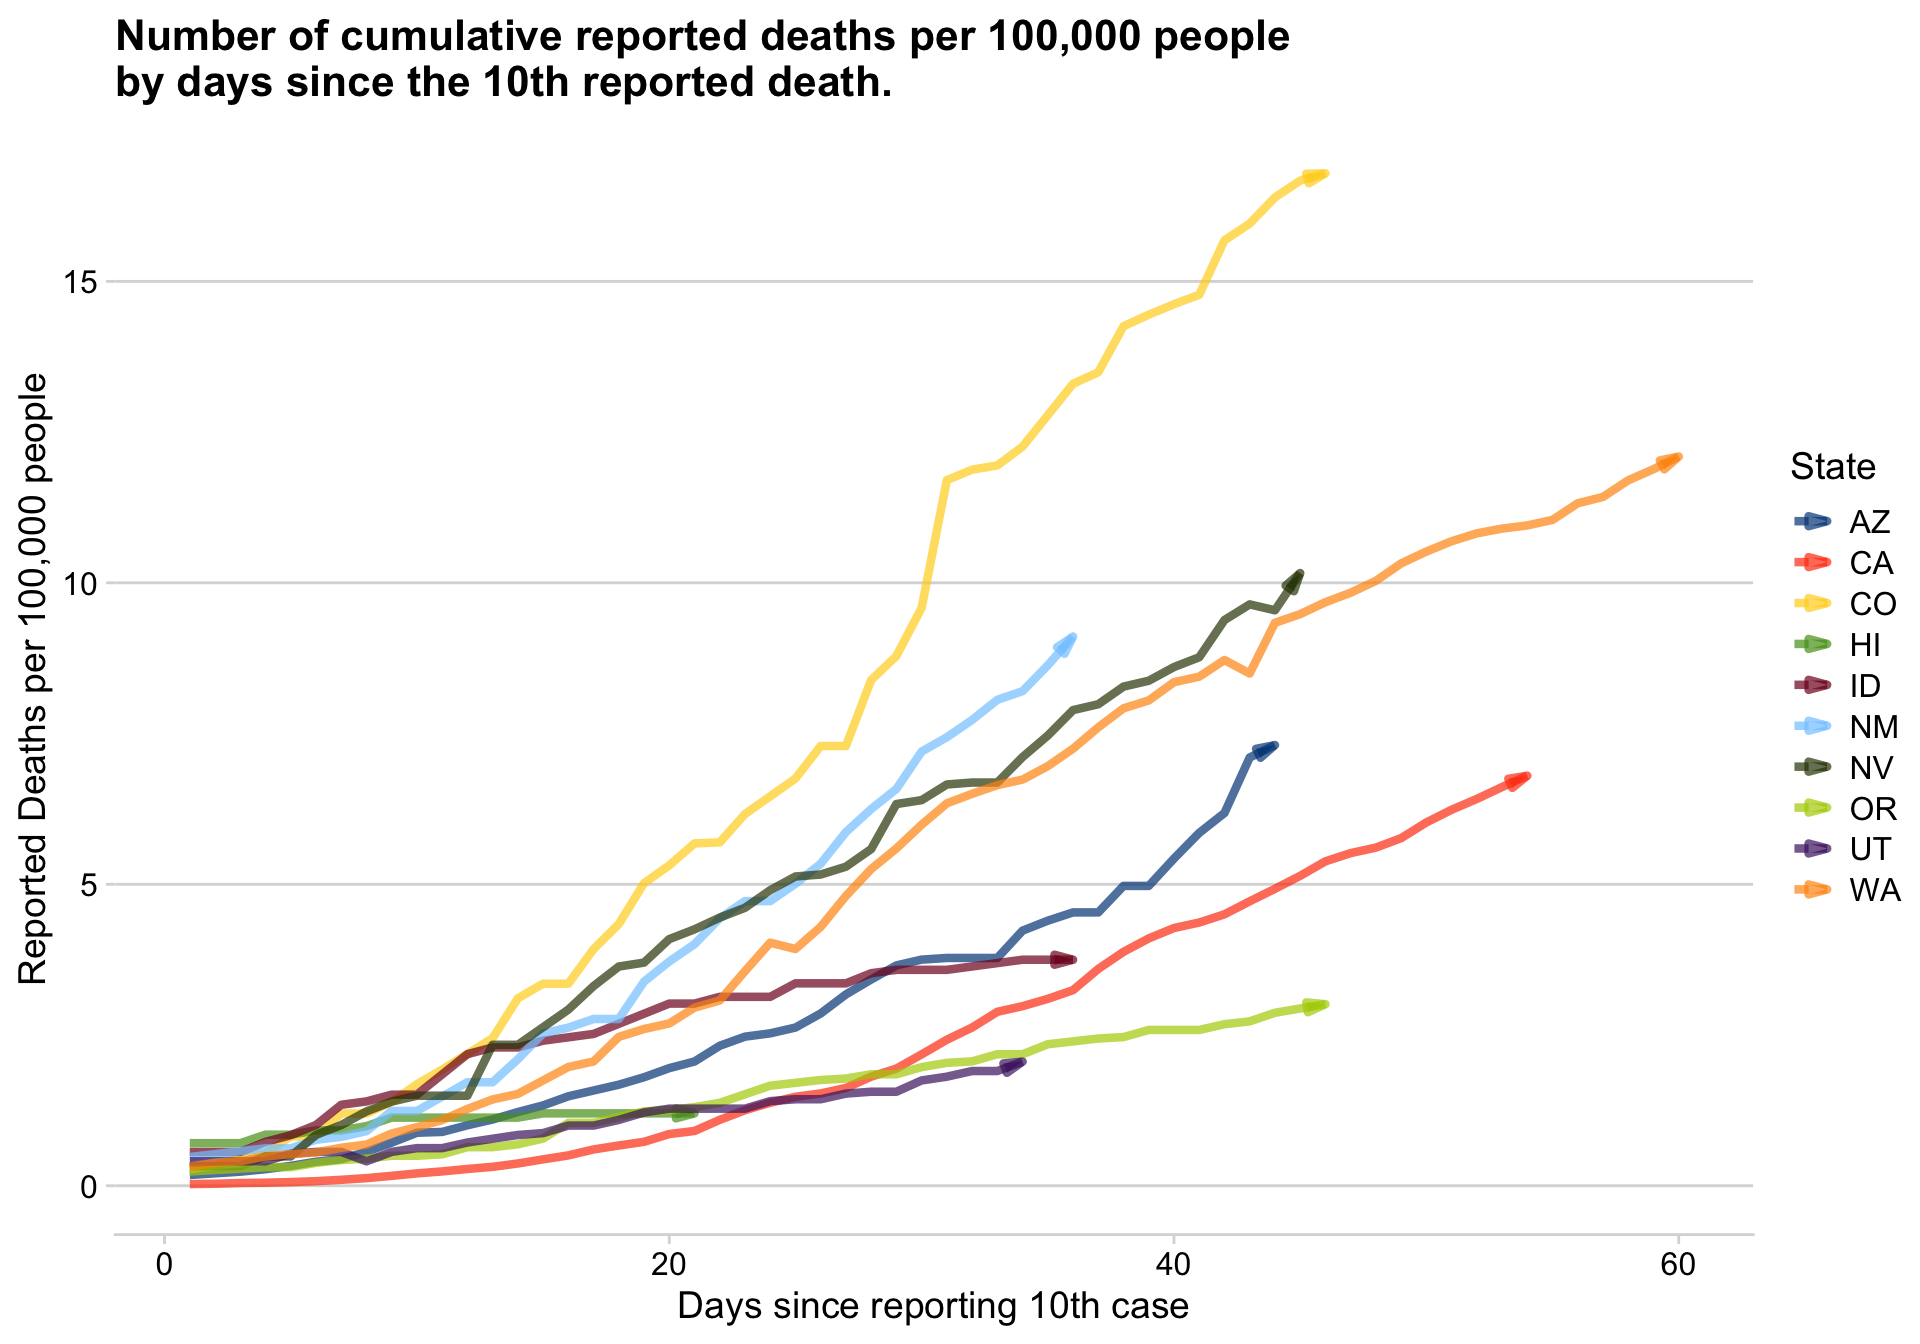 Number of cumulative reported deaths per 100,000 people
by days since the 10th reported death.
Reported Deaths per 100,000 people
15
10
5
0
0
20
40
60
Days since reporting 10th case
State
AZ
CA
CO
HI
ID
NM
NV
OR
UT
WA